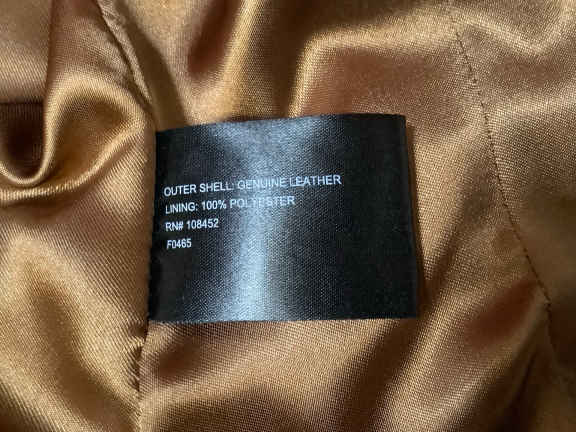 OUTER SHELL: GENUINE LEATHER
LINING: 100% POLYESTER
RN# 108452
F0465